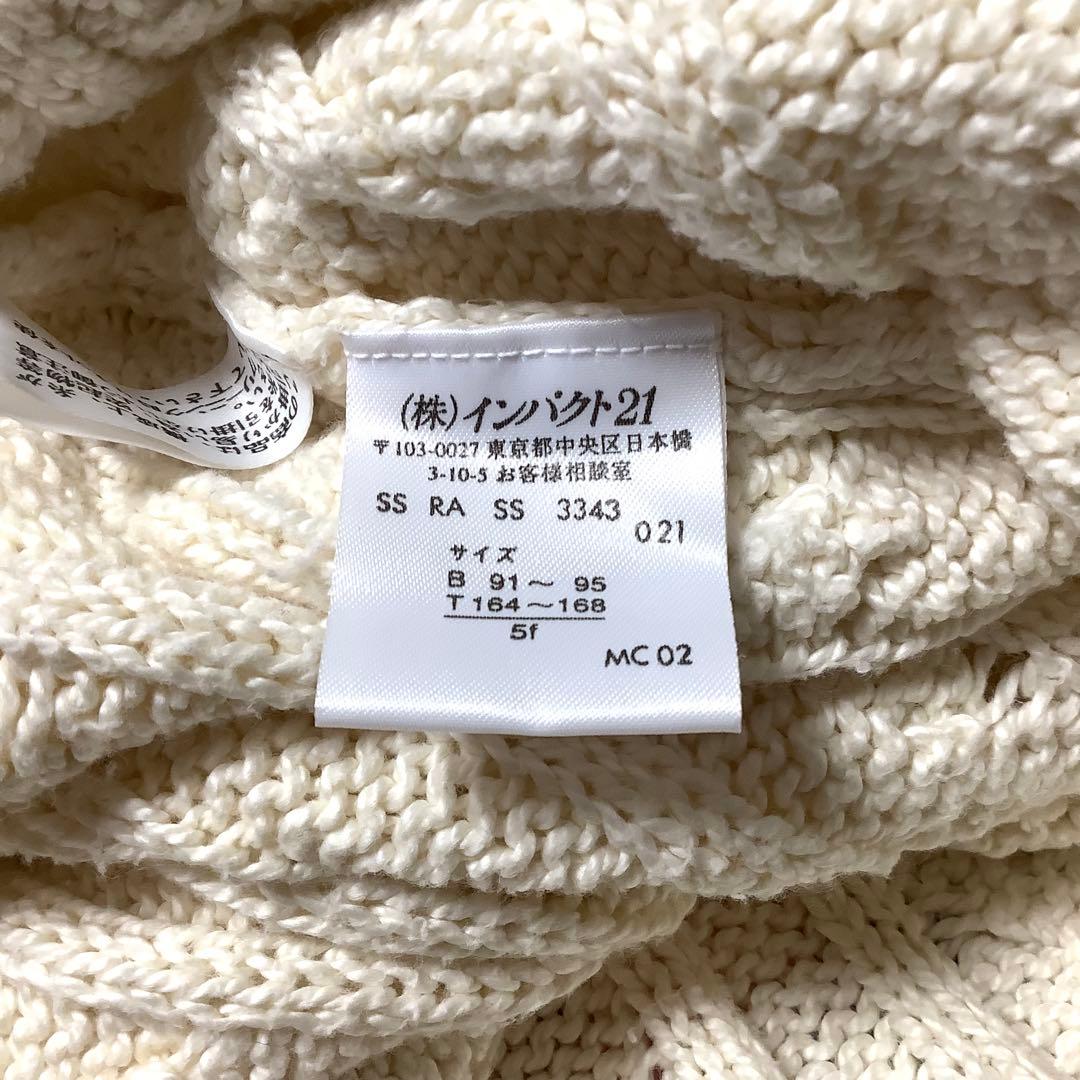 (株)インパクト21
〒103-0027 東京都中央区日本橋
3-10-5 お客様相談室
SS RA SS 3343
021
サイズ
B 91～ 95
T 164～168
5f
MC 02